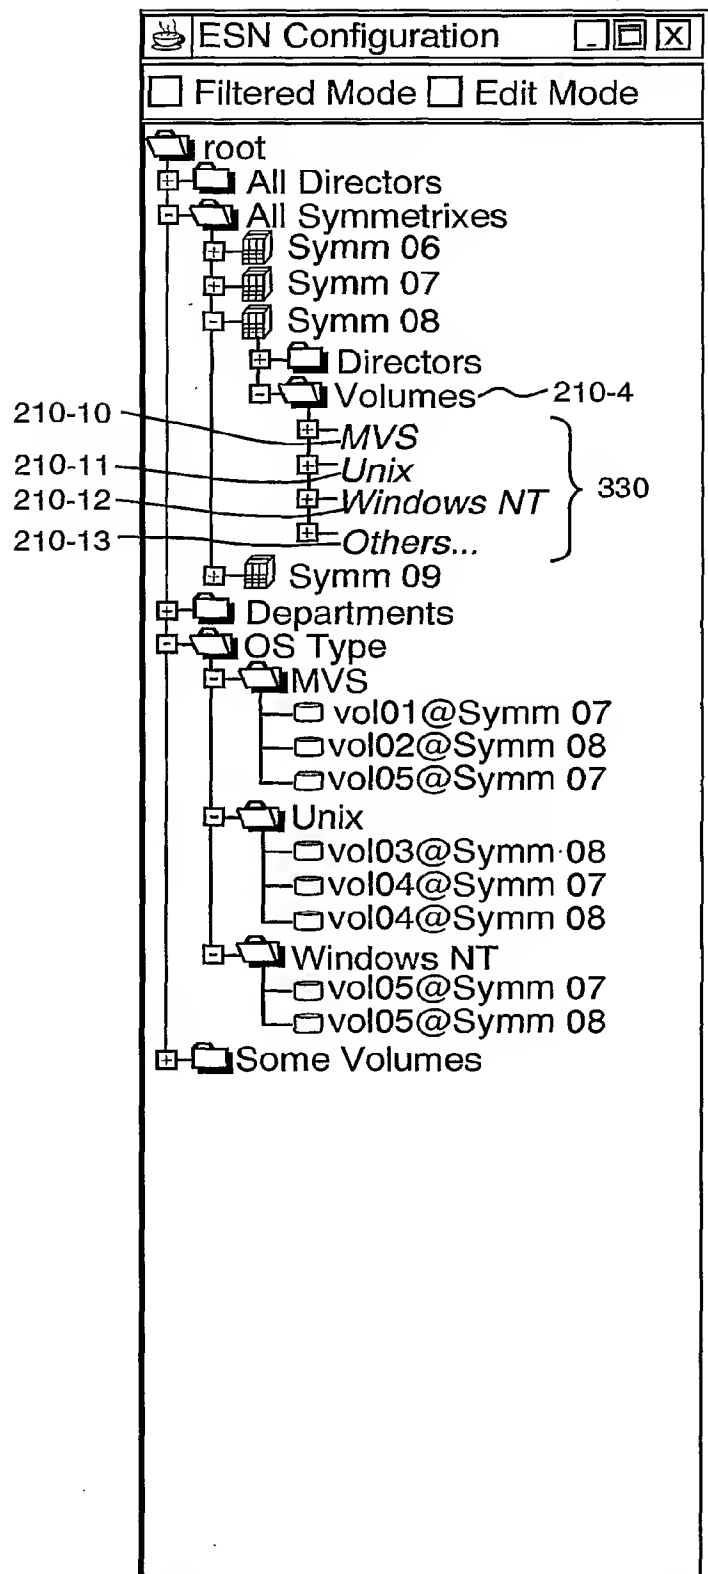 ESN Configuration
Filtered Mode Edit Mode
root
All Directors
All Symmetrixes
Symm 06
Symm 07
Symm 08
Directors
Volumes 210-4
210-10 MVS
210-11 Unix
210-12 Windows NT 330
210-13 Others...
Symm 09
Departments
OS Type
MVS
vol01@Symm 07
vol02@Symm 08
vol05@Symm 07
Unix
vol03@Symm 08
vol04@Symm 07
vol04@Symm 08
Windows NT
vol05@Symm 07
vol05@Symm 08
Some Volumes